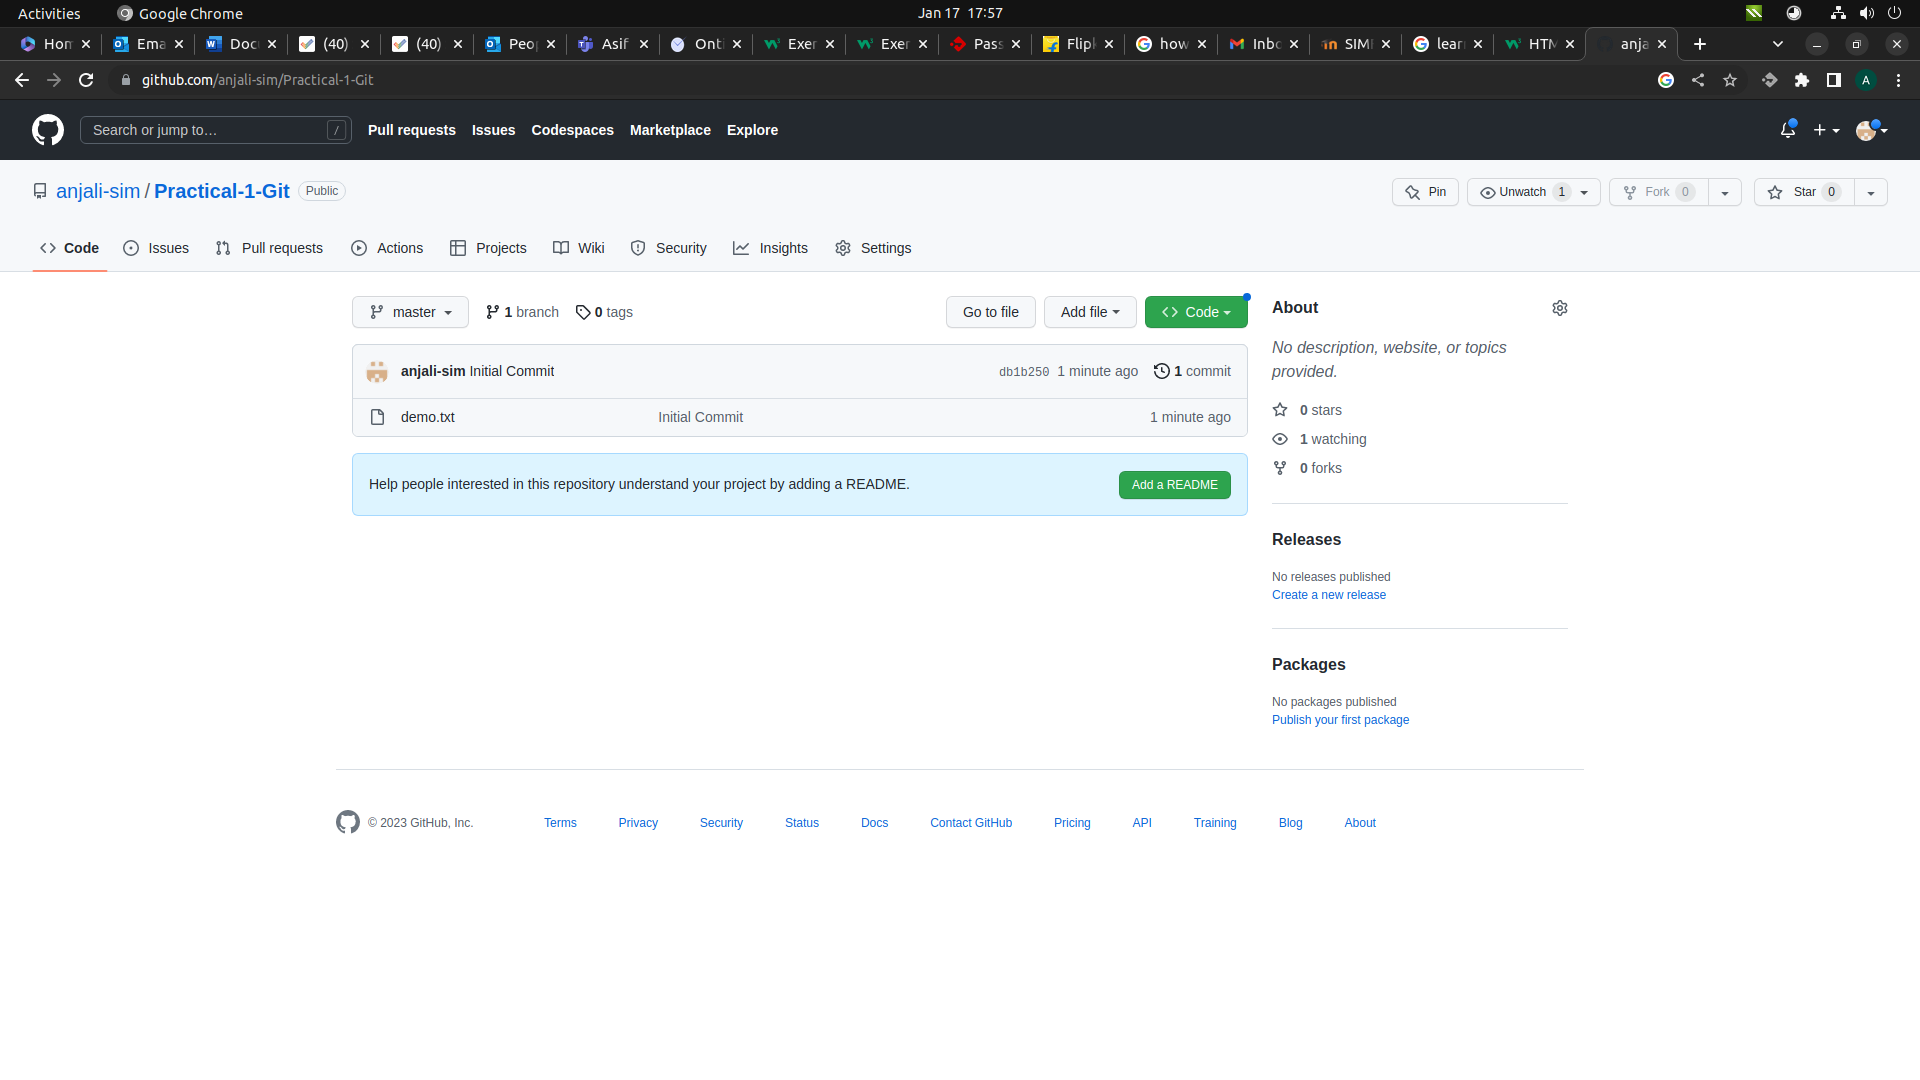 Activities Google Chrome Jan 17 17:57
Hom Ema Doc (40) (40) Peop Asif Onti Exer Exer Pass Flipk how Inbo SIM lear HTM anja
github.com/anjali-sim/Practical-1-Git A
Search or jump to… / Pull requests Issues Codespaces Marketplace Explore
anjali-sim / Practical-1-Git Public Pin Unwatch 1 Fork 0 Star 0
Code Issues Pull requests Actions Projects Wiki Security Insights Settings
master 1 branch 0 tags Go to file Add file Code
anjali-sim Initial Commit db1b250 1 minute ago 1 commit
demo.txt Initial Commit 1 minute ago
Help people interested in this repository understand your project by adding a README. Add a README
About
No description, website, or topics
provided.
0 stars
1 watching
0 forks
Releases
No releases published
Create a new release
Packages
No packages published
Publish your first package
© 2023 GitHub, Inc. Terms Privacy Security Status Docs Contact GitHub Pricing API Training Blog About